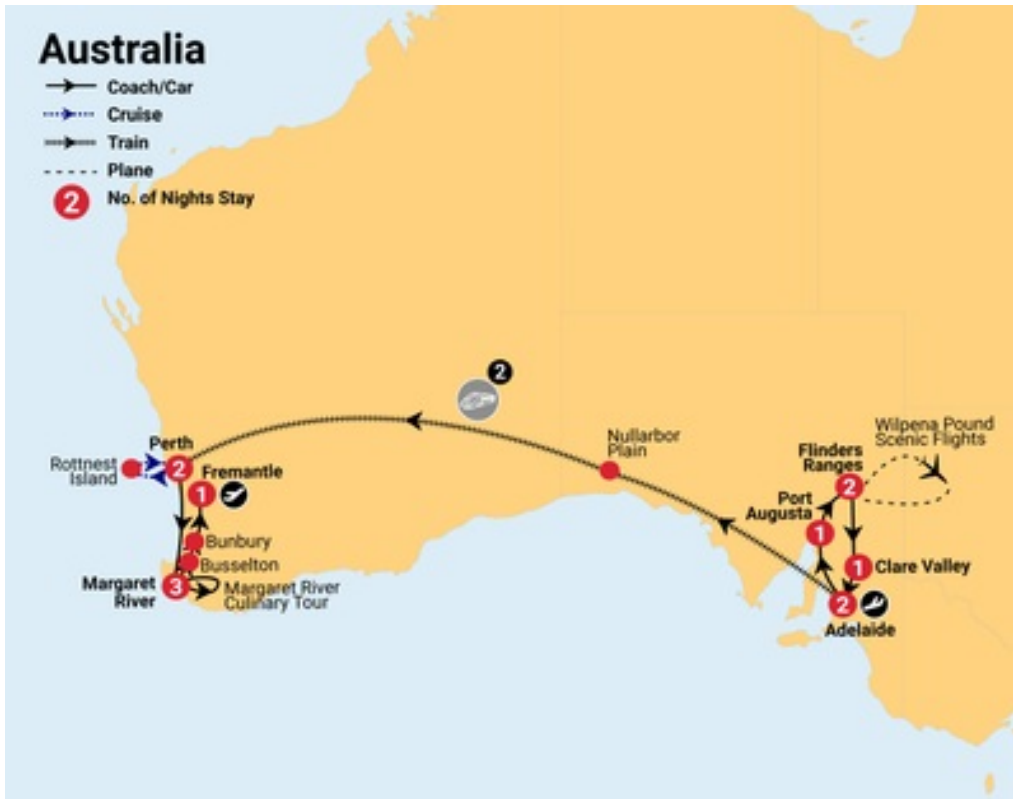 Australia
Coach/Car
Cruise
Train
Plane
2
No. of Nights Stay
2
Perth
Rottnest
Island
2
Fremantle
1
Bunbury
Busselton
Margaret
River
3
Margaret River
Culinary Tour
Nullarbor
Plain
Wilpena Pound
Scenic Flights
Flinders
Ranges
2
Port
Augusta
1
1
Clare Valley
2
Adelaide